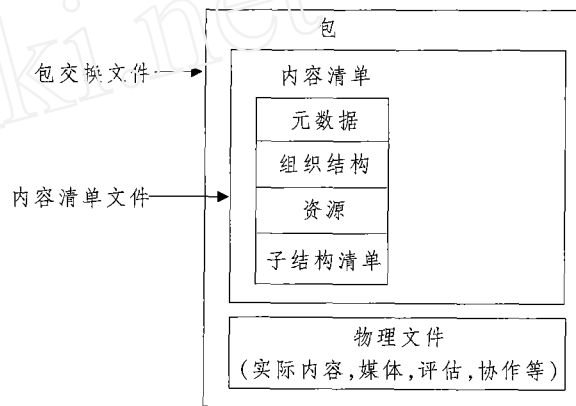 包
包交换文件
内容清单
元数据
组织结构
内容清单文件
资源
子结构清单
物理文件
(实际内容,媒体,评估,协作等)